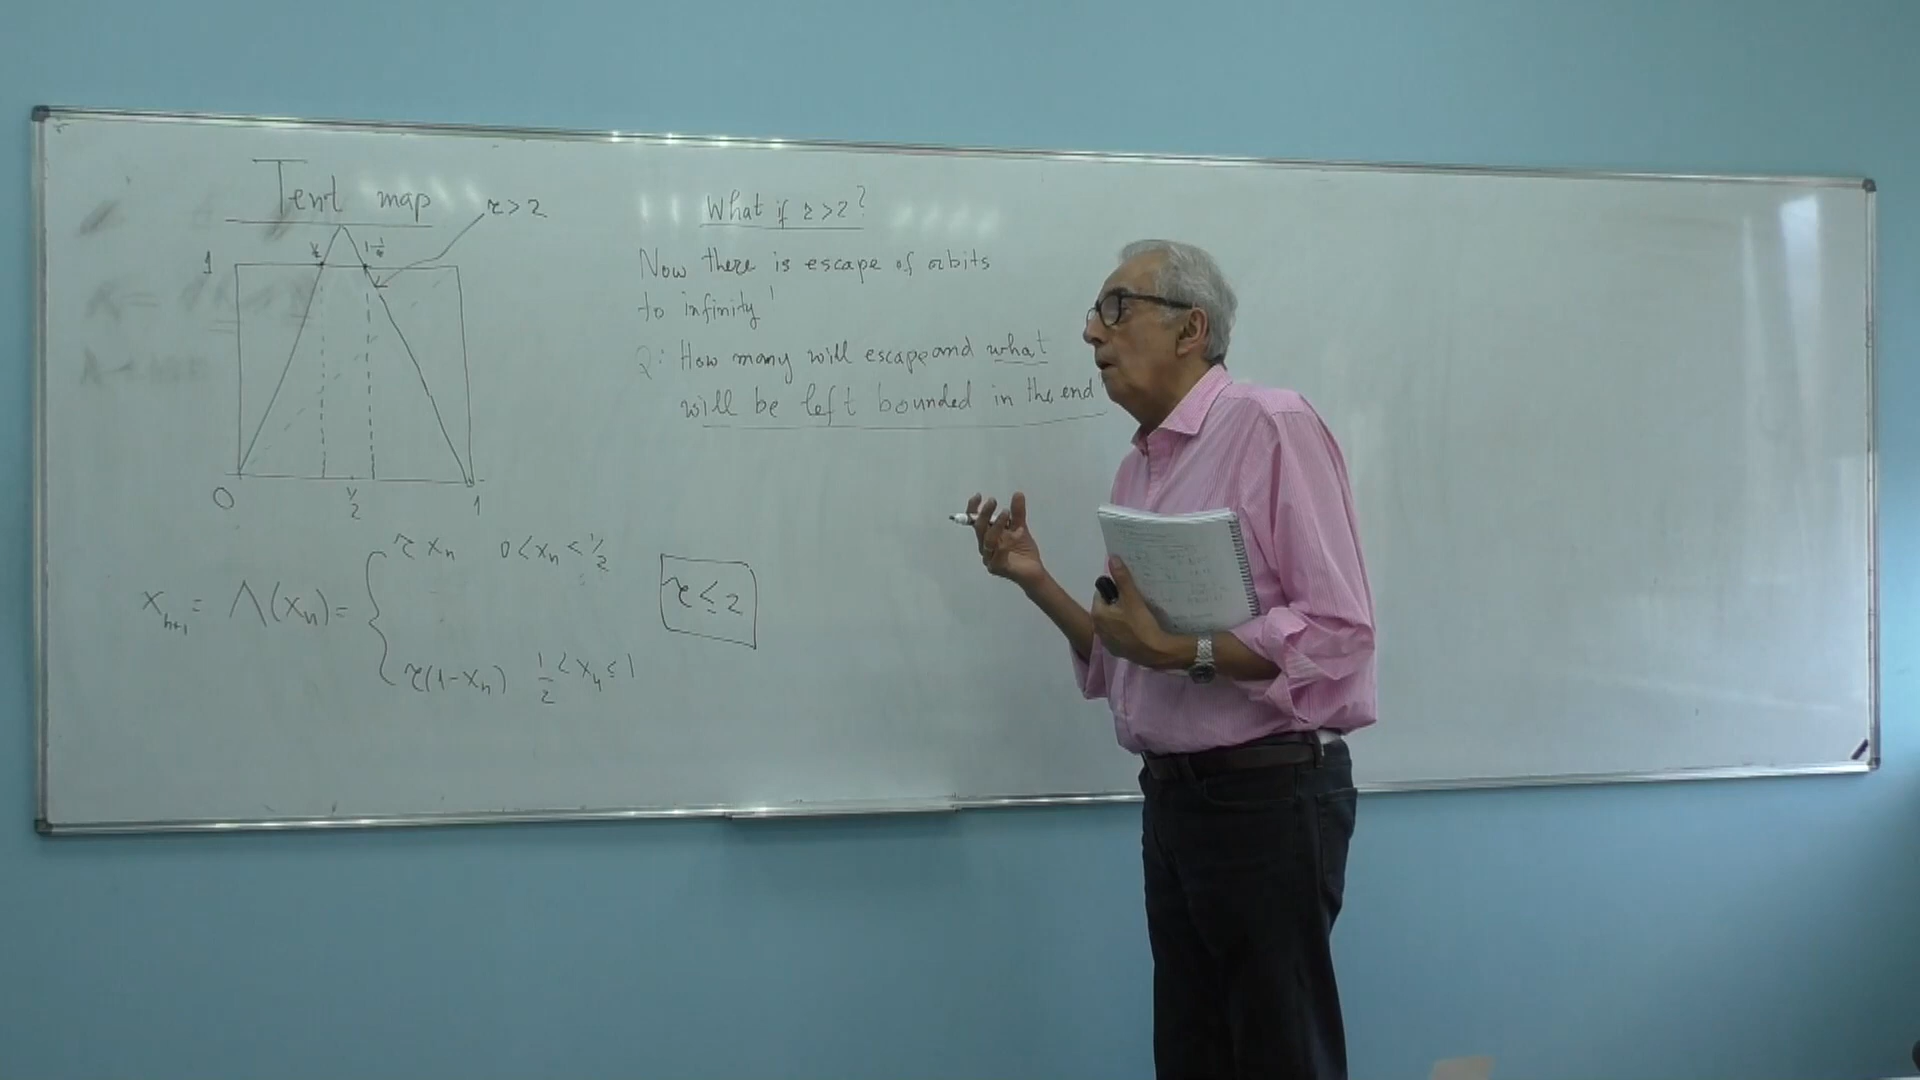 Tent map
r > 2
1/r 1-1/r
1
0 1/2 1
x_{n+1} = Λ(x_n) = { r x_n 0 < x_n < 1/2
r(1-x_n) 1/2 < x_n ≤ 1
r ≤ 2
What if r > 2?
Now there is escape of orbits
to infinity!
Q: How many will escape and what
will be left bounded in the end